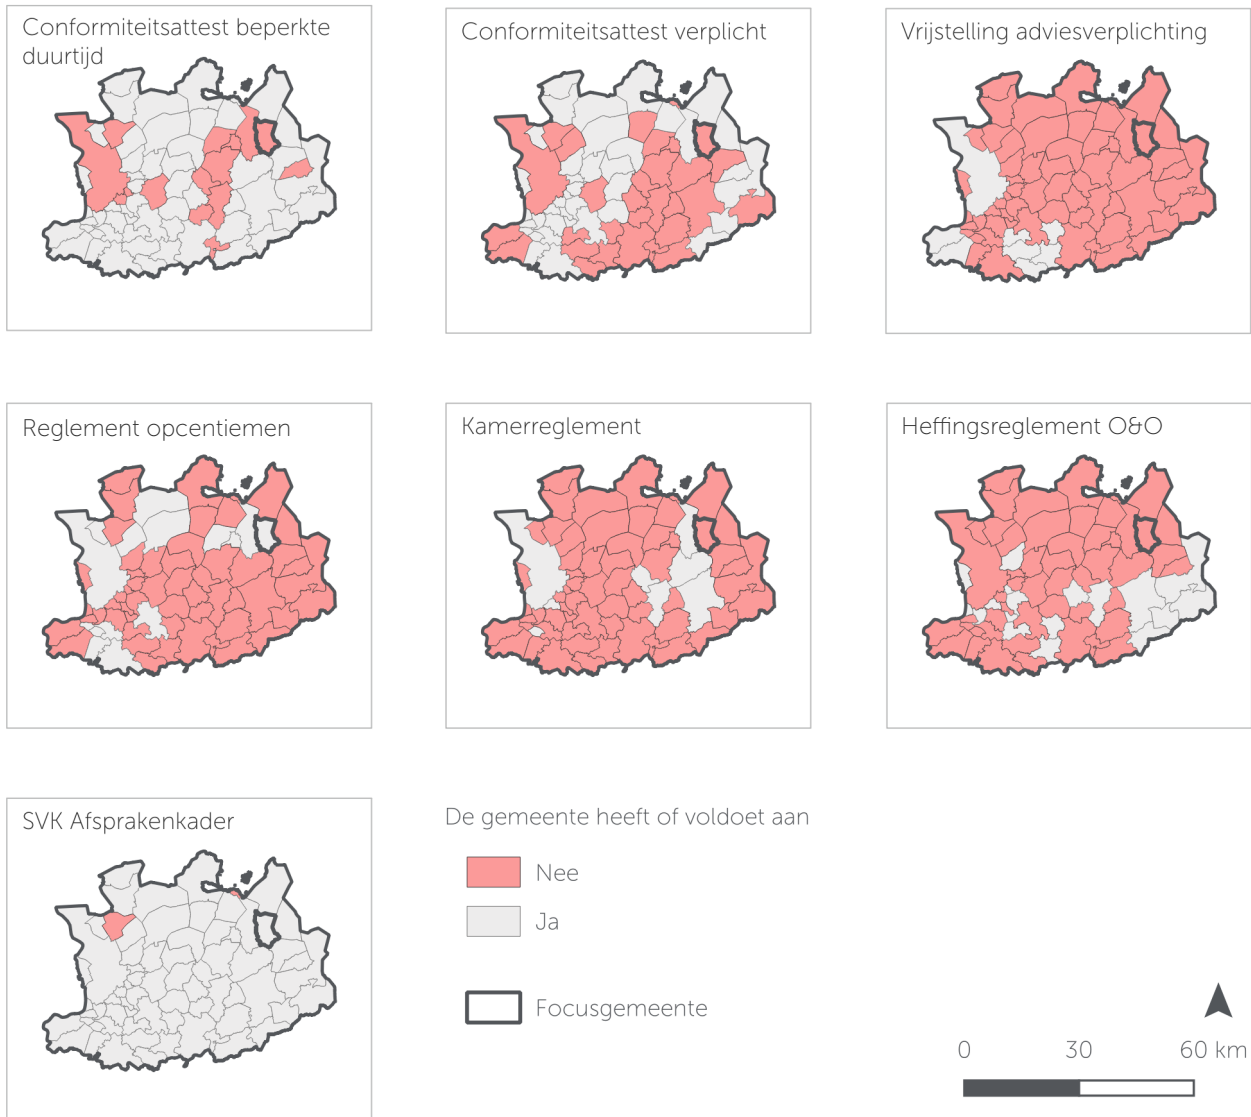 Conformiteitsattest beperkte
duurtijd
Conformiteitsattest verplicht
Vrijstelling adviesverplichting
Reglement opcentiemen
Kamerreglement
Heffingsreglement O&O
SVK Afsprakenkader
De gemeente heeft of voldoet aan
Nee
Ja
Focusgemeente
0 30 60 km